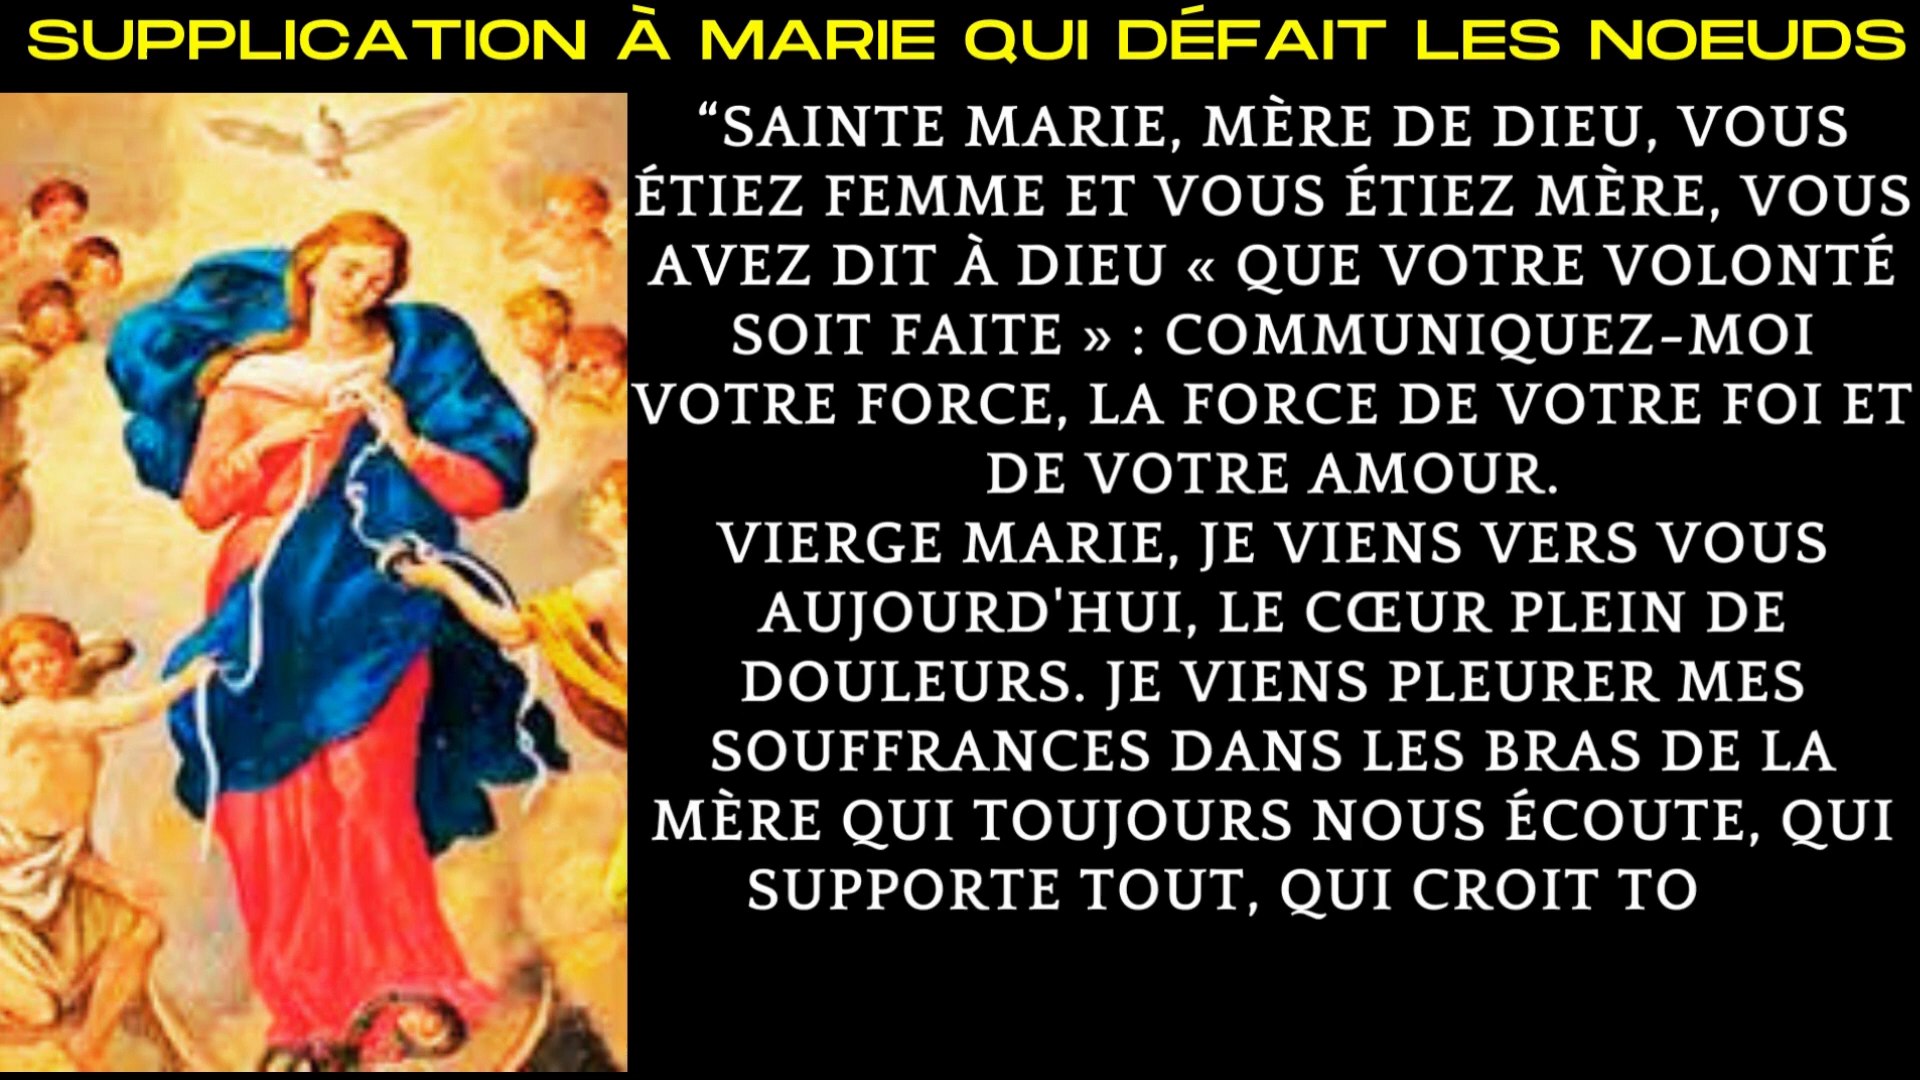 SUPPLICATION À MARIE QUI DÉFAIT LES NOEUDS
“SAINTE MARIE, MÈRE DE DIEU, VOUS
ÉTIEZ FEMME ET VOUS ÉTIEZ MÈRE, VOUS
AVEZ DIT À DIEU « QUE VOTRE VOLONTÉ
SOIT FAITE » : COMMUNIQUEZ-MOI
VOTRE FORCE, LA FORCE DE VOTRE FOI ET
DE VOTRE AMOUR.
VIERGE MARIE, JE VIENS VERS VOUS
AUJOURD'HUI, LE CŒUR PLEIN DE
DOULEURS. JE VIENS PLEURER MES
SOUFFRANCES DANS LES BRAS DE LA
MÈRE QUI TOUJOURS NOUS ÉCOUTE, QUI
SUPPORTE TOUT, QUI CROIT TO